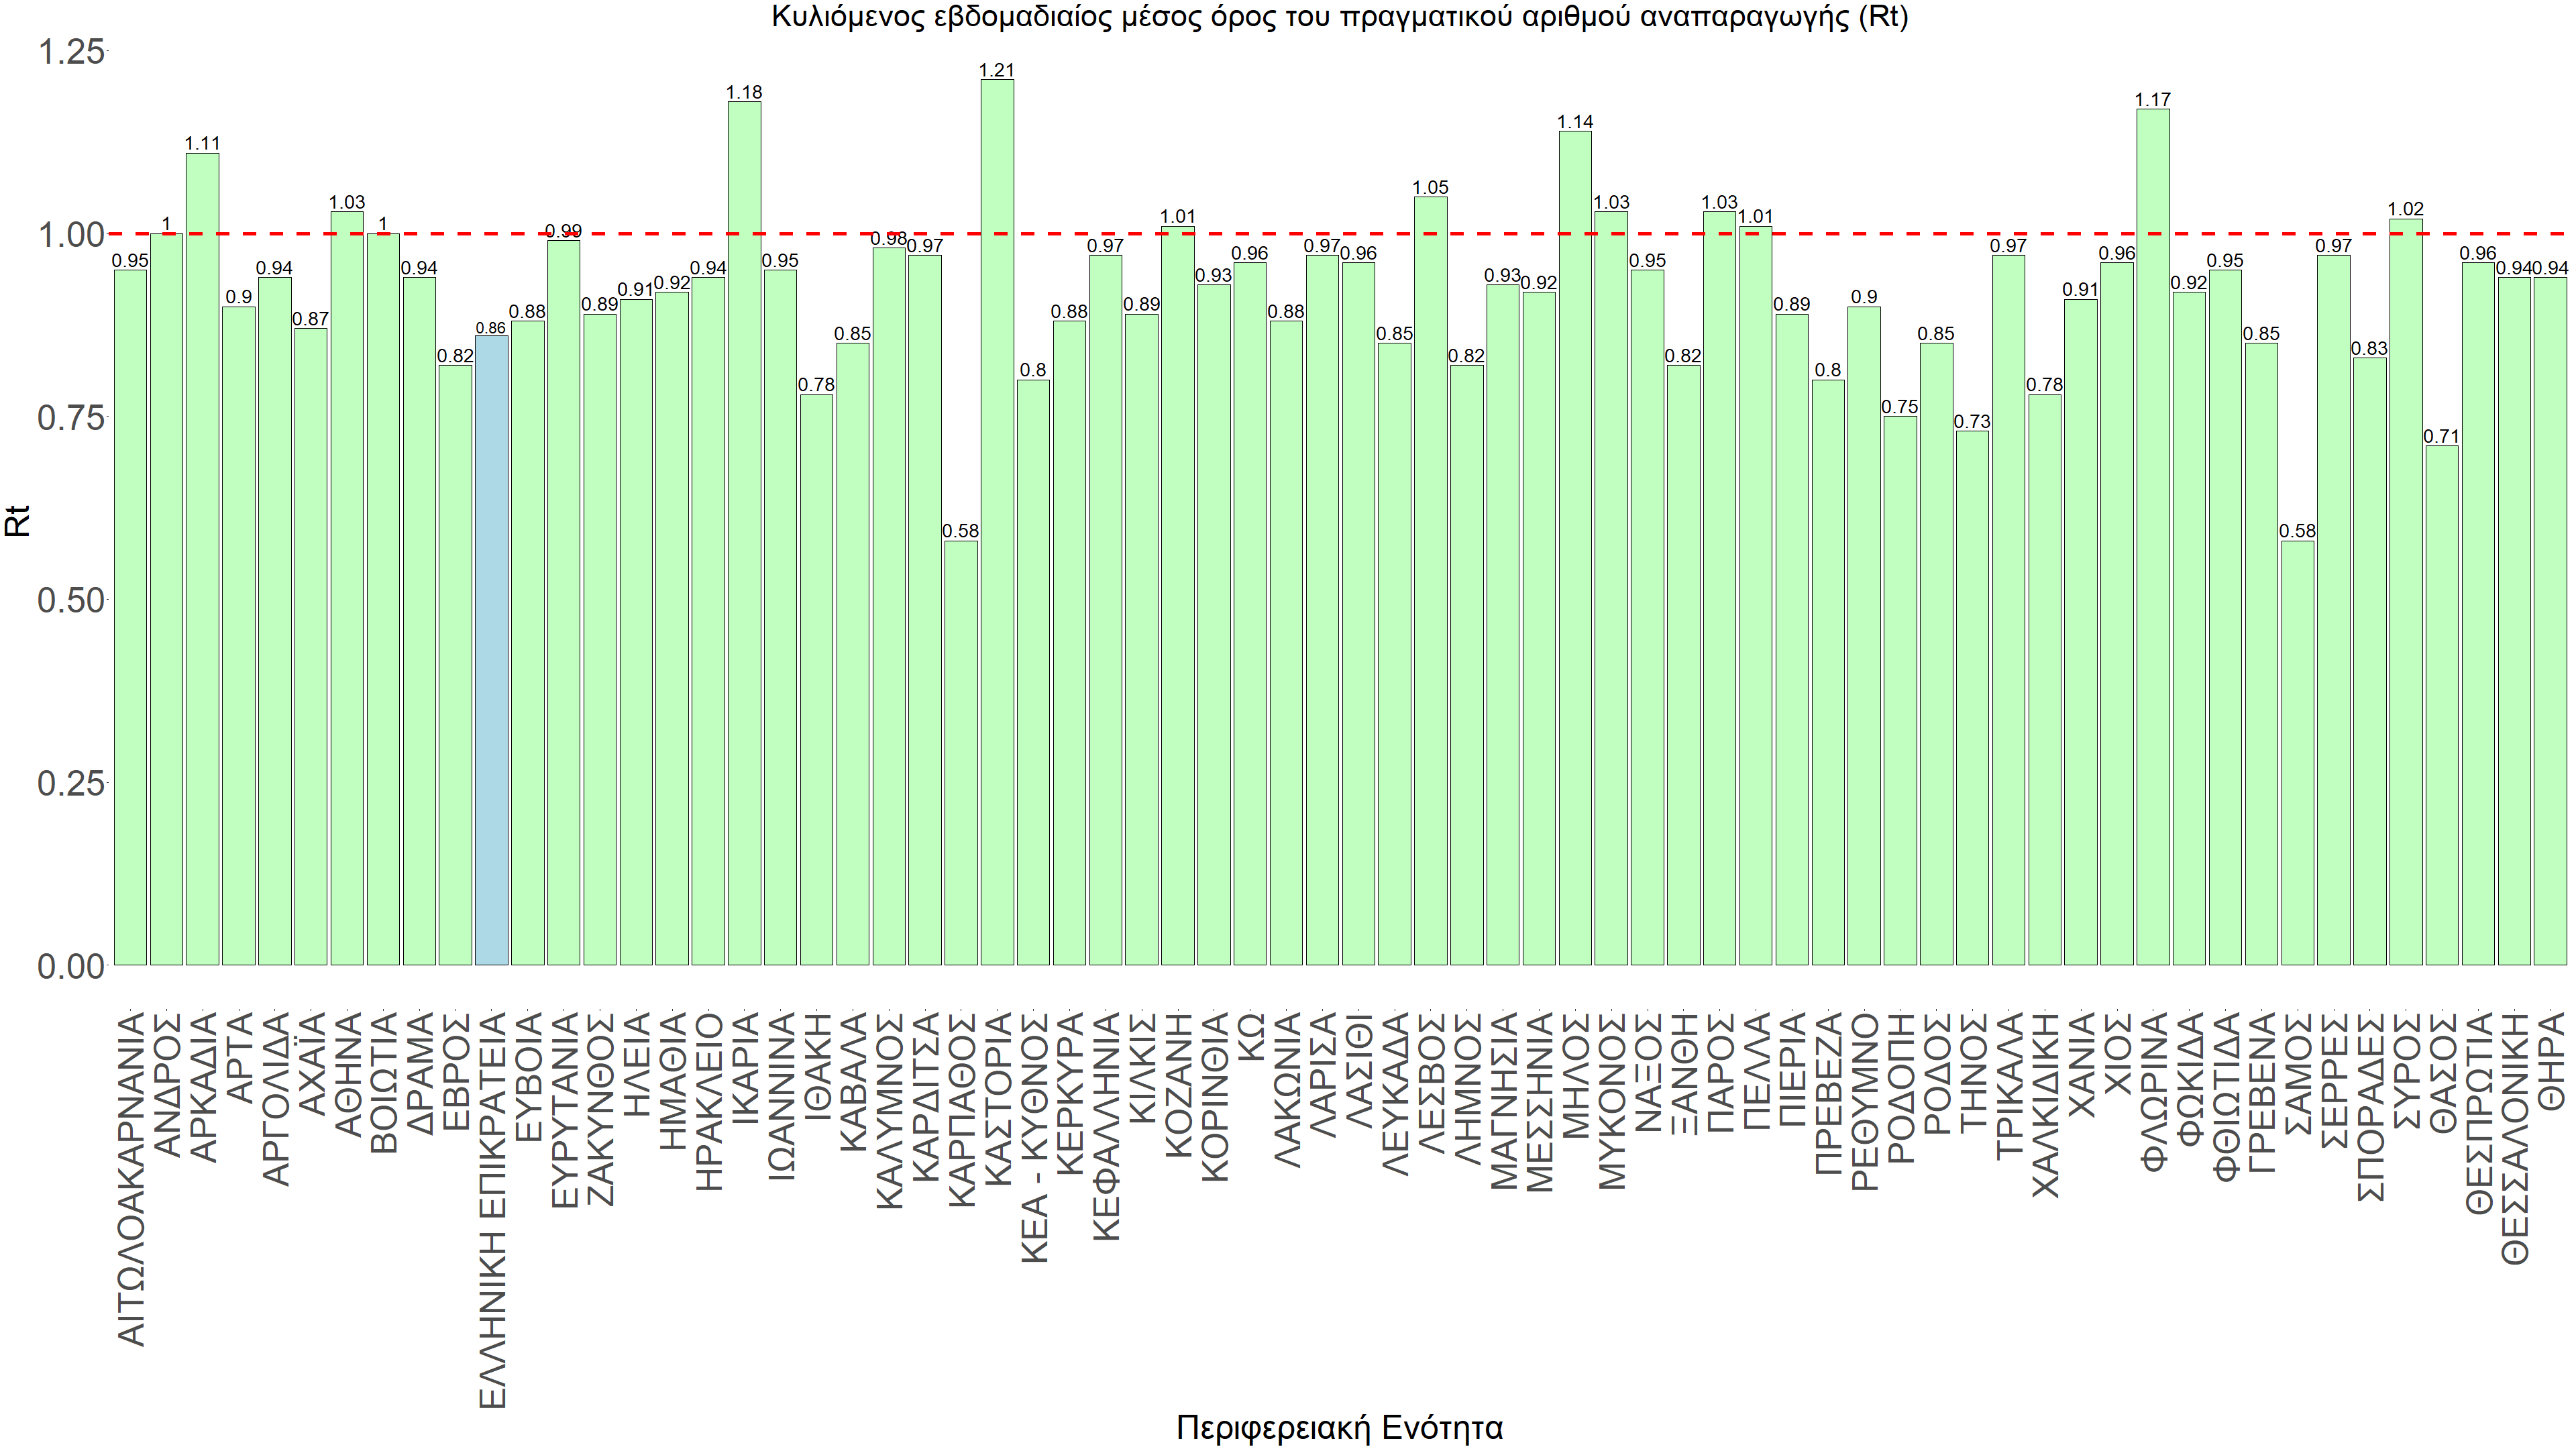 Κυλιόμενος εβδομαδιαίος μέσος όρος του πραγματικού αριθμού αναπαραγωγής (Rt)
1.25
1.00
0.75
0.50
0.25
0.00
Rt
0.95
1
1.11
0.9
0.94
0.87
1.03
1
0.94
0.82
0.86
0.88
0.99
0.89
0.91
0.92
0.94
1.18
0.95
0.78
0.85
0.98
0.97
0.58
1.21
0.8
0.88
0.97
0.89
1.01
0.93
0.96
0.88
0.97
0.96
0.85
1.05
0.82
0.93
0.92
1.14
1.03
0.95
0.82
1.03
1.01
0.89
0.8
0.9
0.75
0.85
0.73
0.97
0.78
0.91
0.96
1.17
0.92
0.95
0.85
0.58
0.97
0.83
1.02
0.71
0.96
0.94
0.94
ΑΙΤΩΛΟΑΚΑΡΝΑΝΙΑ
ΑΝΔΡΟΣ
ΑΡΚΑΔΙΑ
ΑΡΤΑ
ΑΡΓΟΛΙΔΑ
ΑΧΑΪΑ
ΑΘΗΝΑ
ΒΟΙΩΤΙΑ
ΔΡΑΜΑ
ΕΒΡΟΣ
ΕΛΛΗΝΙΚΗ ΕΠΙΚΡΑΤΕΙΑ
ΕΥΒΟΙΑ
ΕΥΡΥΤΑΝΙΑ
ΖΑΚΥΝΘΟΣ
ΗΛΕΙΑ
ΗΜΑΘΙΑ
ΗΡΑΚΛΕΙΟ
ΙΚΑΡΙΑ
ΙΩΑΝΝΙΝΑ
ΙΘΑΚΗ
ΚΑΒΑΛΑ
ΚΑΛΥΜΝΟΣ
ΚΑΡΔΙΤΣΑ
ΚΑΡΠΑΘΟΣ
ΚΑΣΤΟΡΙΑ
ΚΕΑ - ΚΥΘΝΟΣ
ΚΕΡΚΥΡΑ
ΚΕΦΑΛΛΗΝΙΑ
ΚΙΛΚΙΣ
ΚΟΖΑΝΗ
ΚΟΡΙΝΘΙΑ
ΚΩ
ΛΑΚΩΝΙΑ
ΛΑΡΙΣΑ
ΛΑΣΙΘΙ
ΛΕΥΚΑΔΑ
ΛΕΣΒΟΣ
ΛΗΜΝΟΣ
ΜΑΓΝΗΣΙΑ
ΜΕΣΣΗΝΙΑ
ΜΗΛΟΣ
ΜΥΚΟΝΟΣ
ΝΑΞΟΣ
ΞΑΝΘΗ
ΠΑΡΟΣ
ΠΕΛΛΑ
ΠΙΕΡΙΑ
ΠΡΕΒΕΖΑ
ΡΕΘΥΜΝΟ
ΡΟΔΟΠΗ
ΡΟΔΟΣ
ΤΗΝΟΣ
ΤΡΙΚΑΛΑ
ΧΑΛΚΙΔΙΚΗ
ΧΑΝΙΑ
ΧΙΟΣ
ΦΛΩΡΙΝΑ
ΦΩΚΙΔΑ
ΦΘΙΩΤΙΔΑ
ΓΡΕΒΕΝΑ
ΣΑΜΟΣ
ΣΕΡΡΕΣ
ΣΠΟΡΑΔΕΣ
ΣΥΡΟΣ
ΘΑΣΟΣ
ΘΕΣΠΡΩΤΙΑ
ΘΕΣΣΑΛΟΝΙΚΗ
ΘΗΡΑ
Περιφερειακή Ενότητα